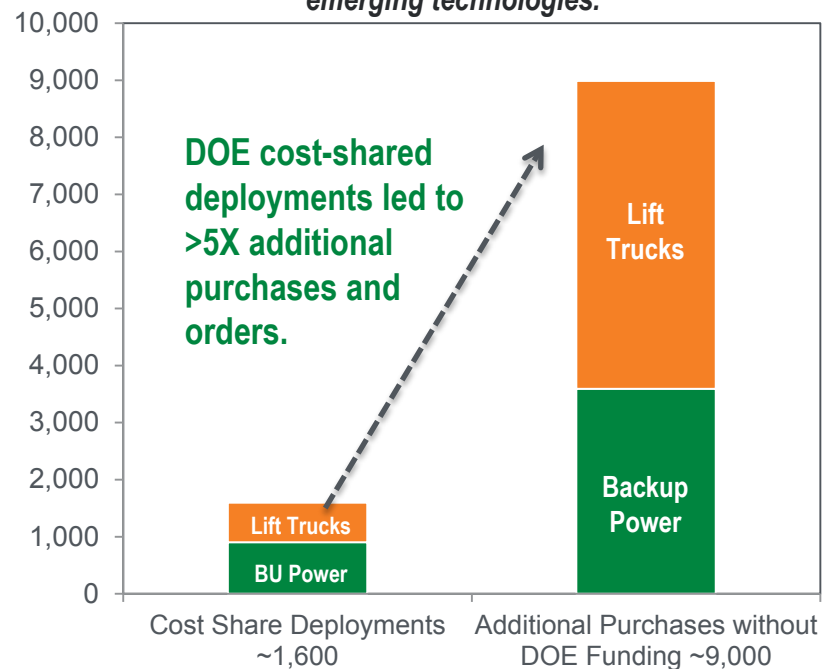 emerging technologies.
10,000
9,000
8,000
7,000
6,000
5,000
4,000
3,000
2,000
1,000
0
DOE cost-shared
deployments led to
>5X additional
purchases and
orders.
Lift
Trucks
Backup
Power
Lift Trucks
BU Power
Cost Share Deployments
~1,600
Additional Purchases without
DOE Funding ~9,000